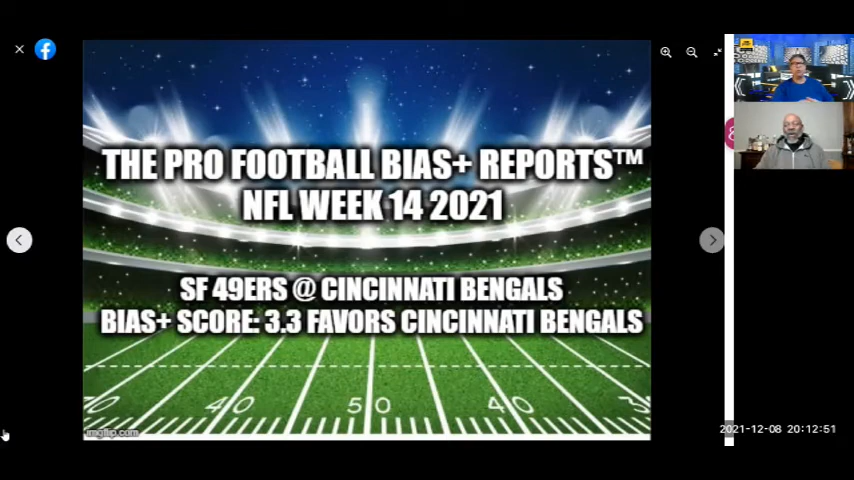 THE PRO FOOTBALL BIAS+ REPORTS™
NFL WEEK 14 2021
SF 49ERS @ CINCINNATI BENGALS
BIAS+ SCORE: 3.3 FAVORS CINCINNATI BENGALS
40
50
40
imgflip.com
2021-12-08 20:12:51